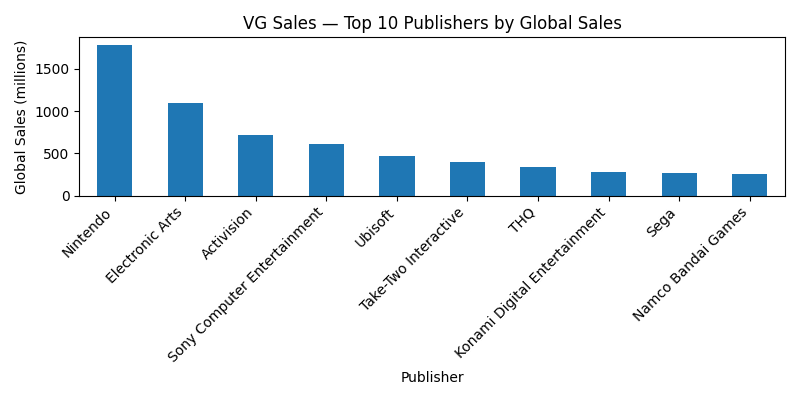 VG Sales — Top 10 Publishers by Global Sales
Global Sales (millions)
1500
1000
500
0
Nintendo
Electronic Arts
Activision
Sony Computer Entertainment
Ubisoft
Take-Two Interactive
THQ
Konami Digital Entertainment
Sega
Namco Bandai Games
Publisher